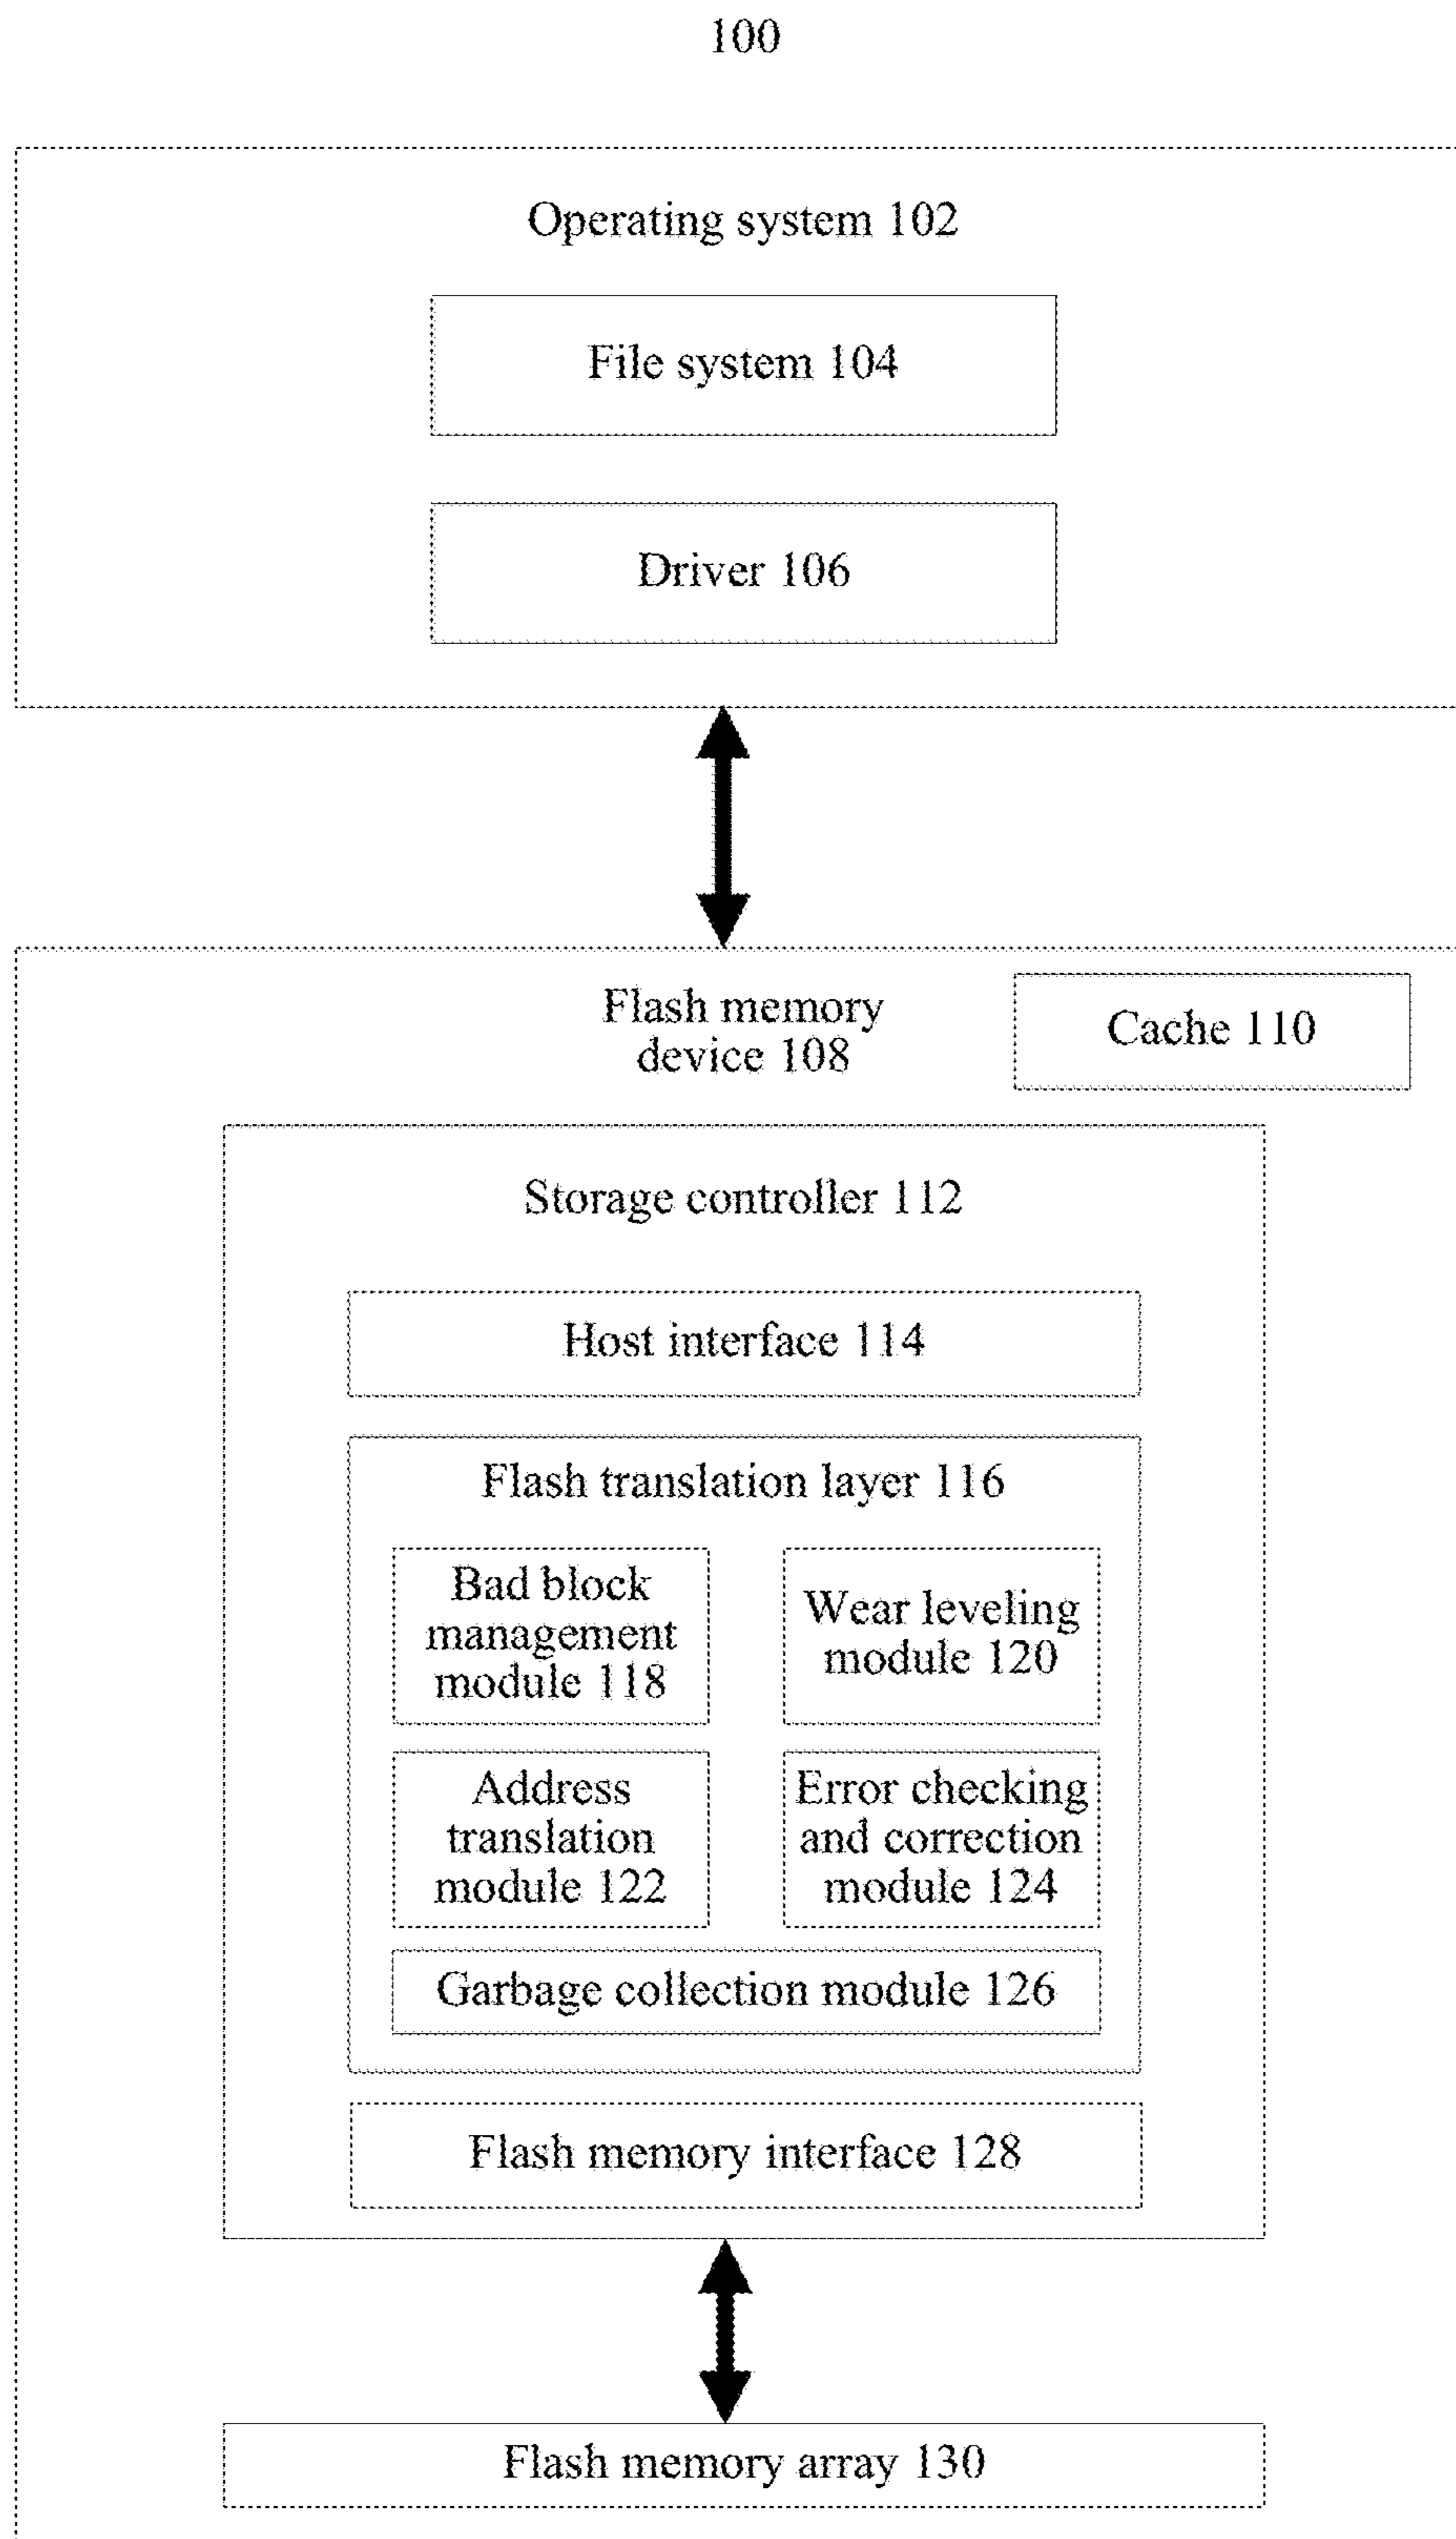 100
Operating system 102
File system 104
Driver 106
Flash memory
device 108
Cache 110
Storage controller 112
Host interface 114
Flash translation layer 116
Bad block
management
module 118
Wear leveling
module 120
Address
translation
module 122
Error checking
and correction
module 124
Garbage collection module 126
Flash memory interface 128
Flash memory array 130